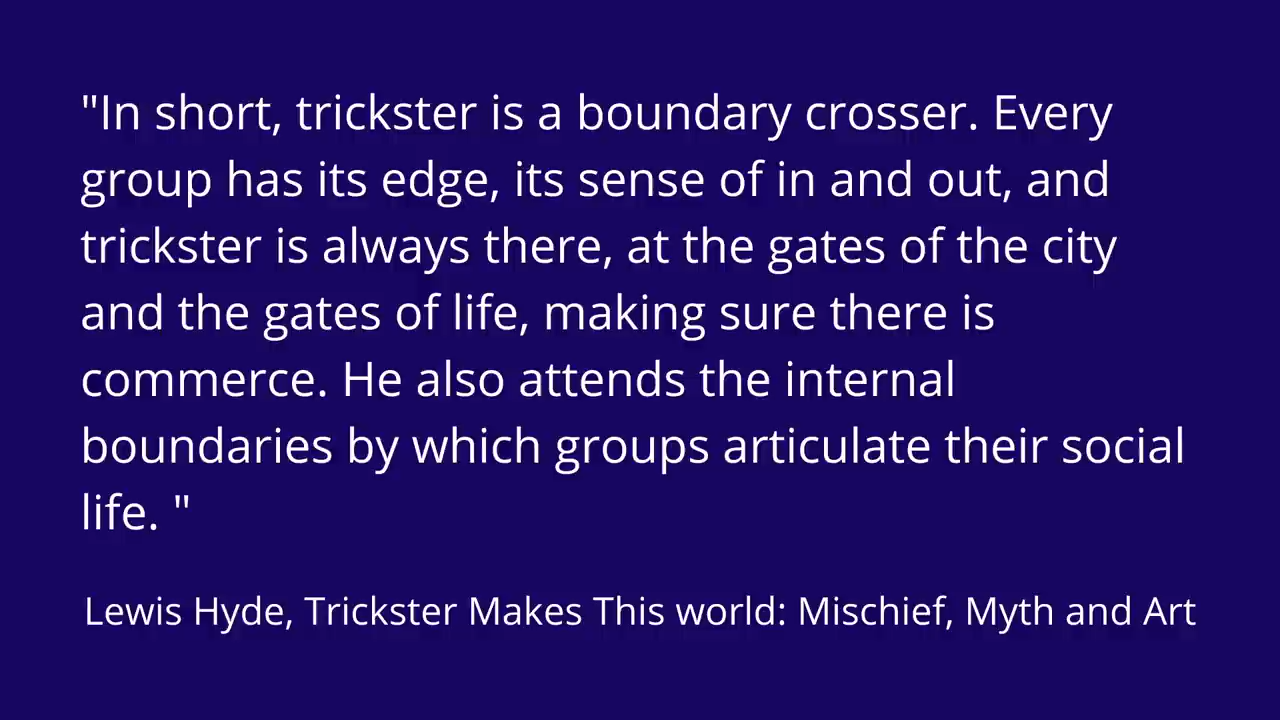 "In short, trickster is a boundary crosser. Every
group has its edge, its sense of in and out, and
trickster is always there, at the gates of the city
and the gates of life, making sure there is
commerce. He also attends the internal
boundaries by which groups articulate their social
life. "
Lewis Hyde, Trickster Makes This world: Mischief, Myth and Art